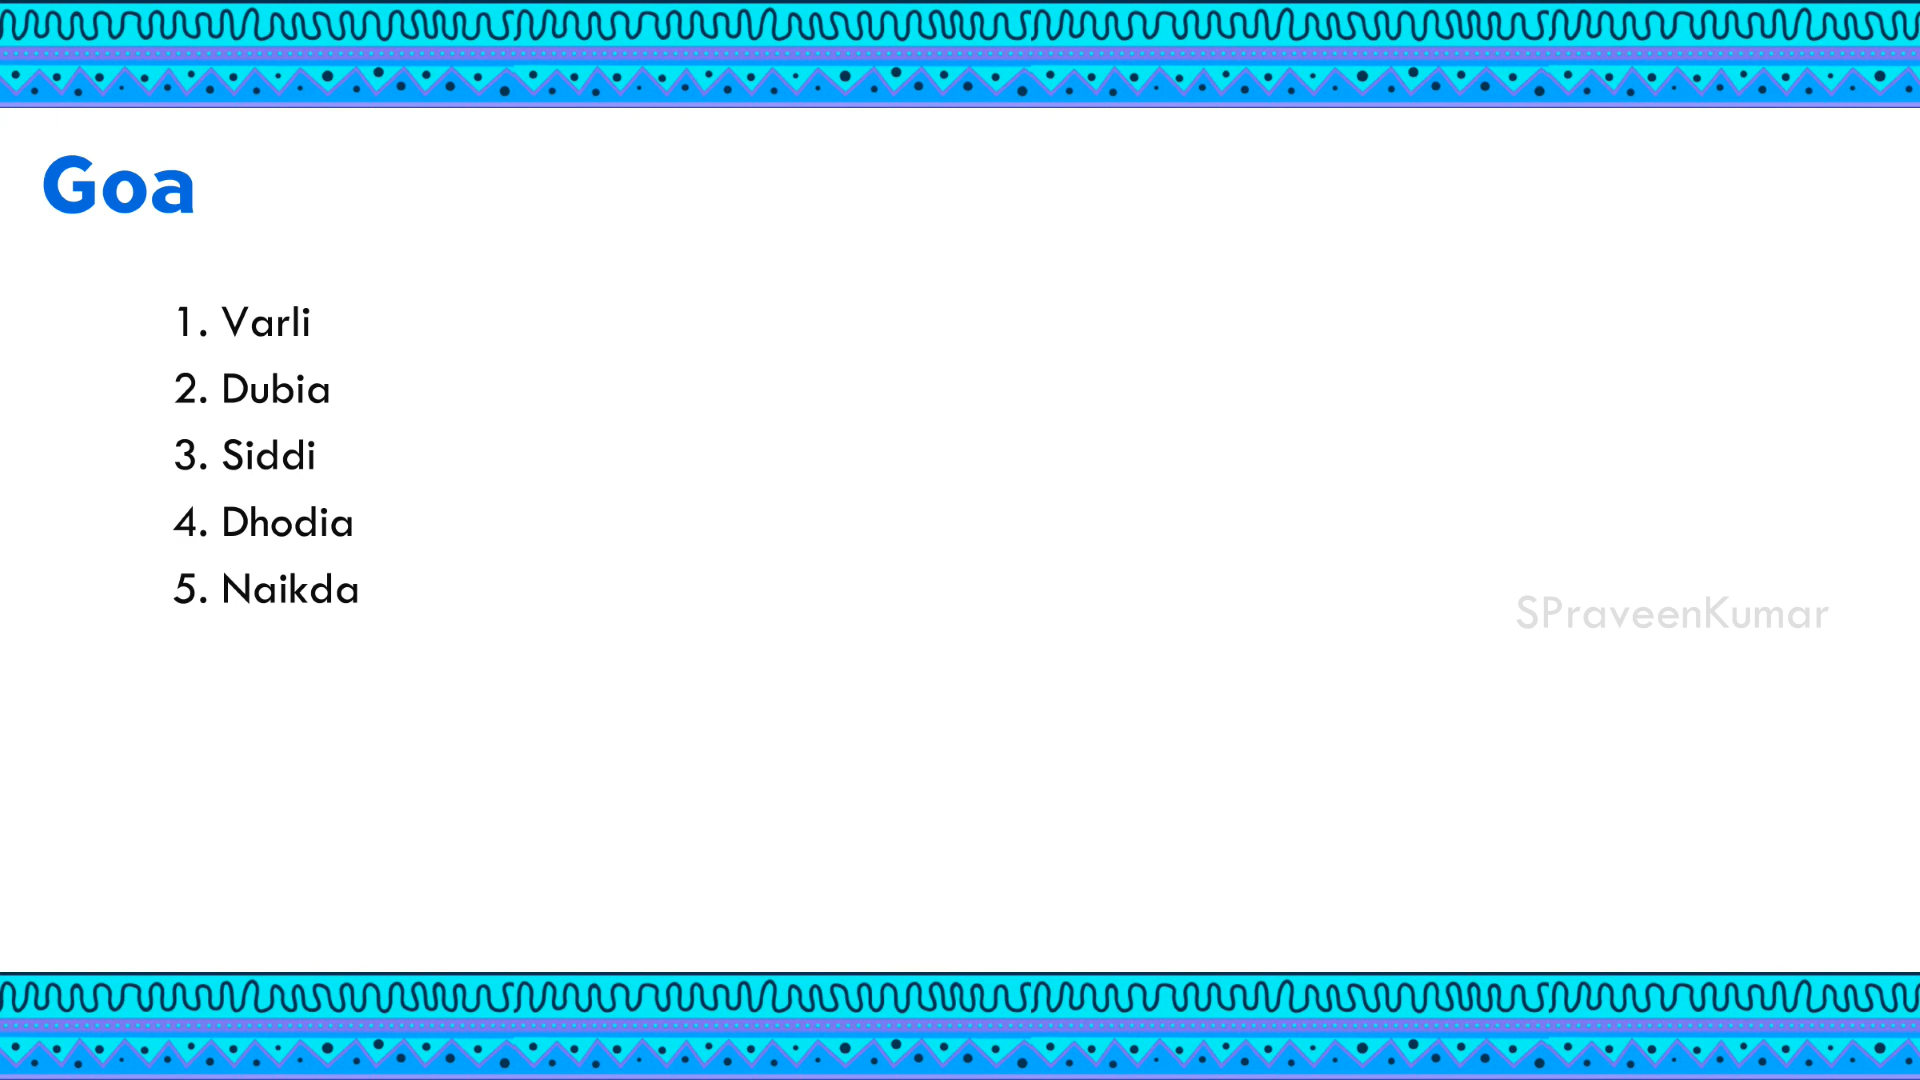 Goa
1. Varli
2. Dubia
3. Siddi
4. Dhodia
5. Naikda
SPraveenKumar